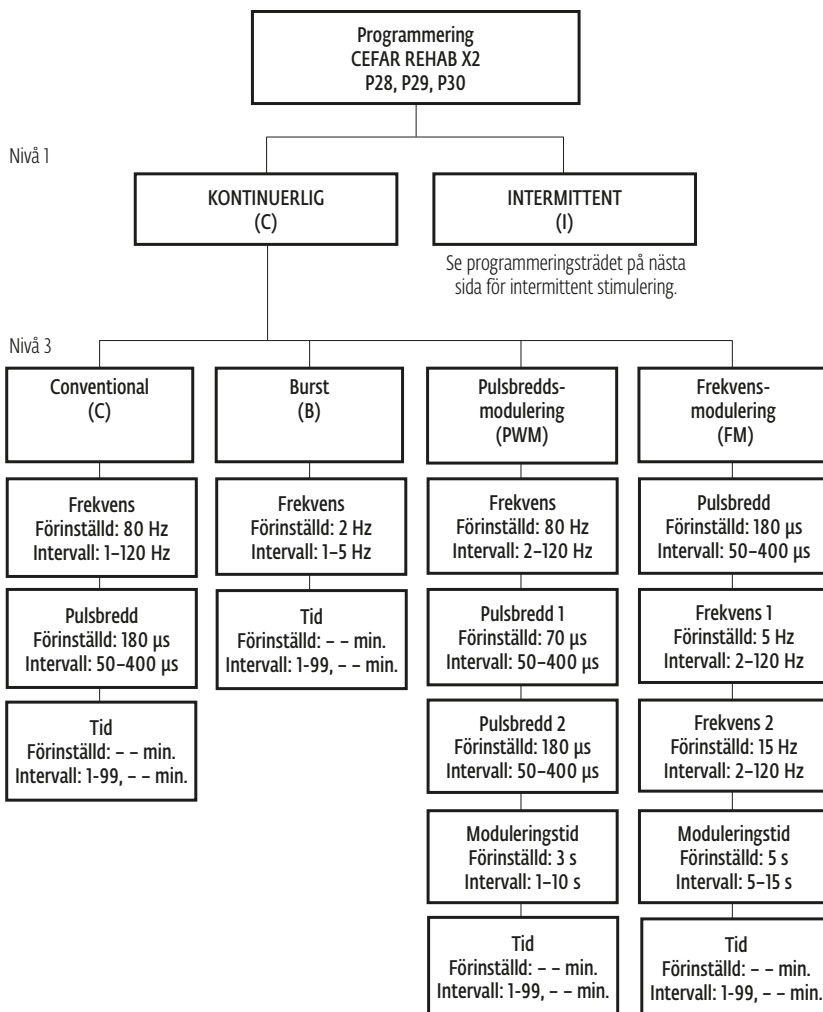 Programmering
CEFAR REHAB X2
P28, P29, P30
Nivå 1
KONTINUERLIG
(C)
INTERMITTENT
(I)
Se programmeringsträdet på nästa
sida för intermittent stimulering.
Nivå 3
Conventional
(C)
Frekvens
Förinställd: 80 Hz
Intervall: 1–120 Hz
Pulsbredd
Förinställd: 180 µs
Intervall: 50–400 µs
Tid
Förinställd: – – min.
Intervall: 1-99, – – min.
Burst
(B)
Frekvens
Förinställd: 2 Hz
Intervall: 1–5 Hz
Tid
Förinställd: – – min.
Intervall: 1-99, – – min.
Pulsbredds-
modulering
(PWM)
Frekvens
Förinställd: 80 Hz
Intervall: 2–120 Hz
Pulsbredd 1
Förinställd: 70 µs
Intervall: 50–400 µs
Pulsbredd 2
Förinställd: 180 µs
Intervall: 50–400 µs
Moduleringstid
Förinställd: 3 s
Intervall: 1–10 s
Tid
Förinställd: – – min.
Intervall: 1-99, – – min.
Frekvens-
modulering
(FM)
Pulsbredd
Förinställd: 180 µs
Intervall: 50–400 µs
Frekvens 1
Förinställd: 5 Hz
Intervall: 2–120 Hz
Frekvens 2
Förinställd: 15 Hz
Intervall: 2–120 Hz
Moduleringstid
Förinställd: 5 s
Intervall: 5–15 s
Tid
Förinställd: – – min.
Intervall: 1-99, – – min.